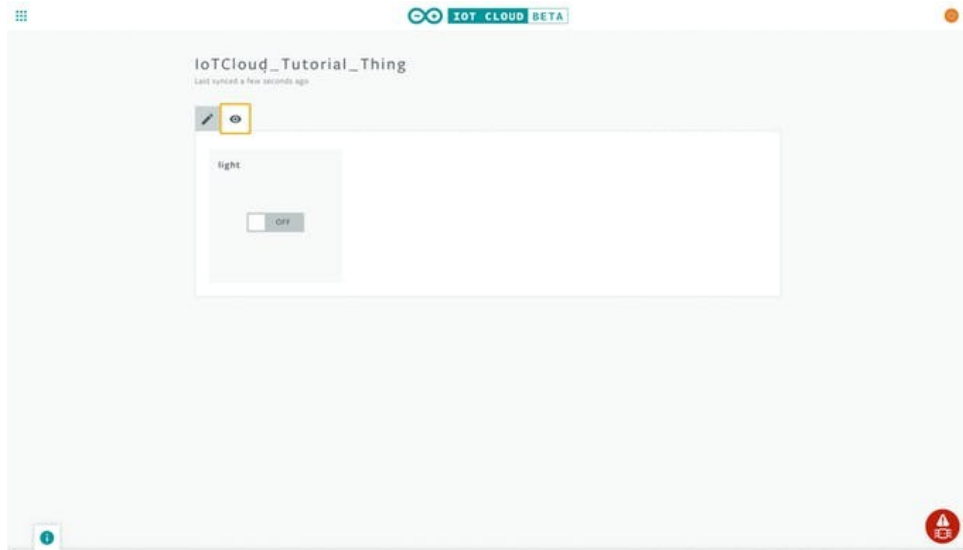 IOT CLOUD BETA
IoTCloud_Tutorial_Thing
Last synced a few seconds ago
light
OFF